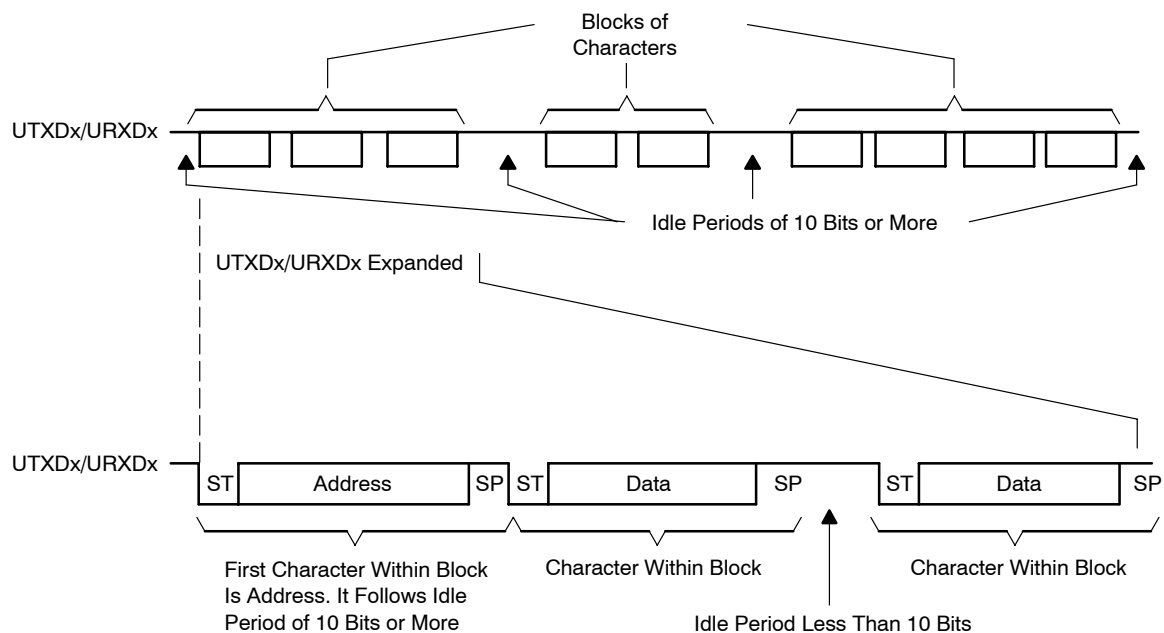 Blocks of
Characters
UTXDx/URXDx
Idle Periods of 10 Bits or More
UTXDx/URXDx Expanded
UTXDx/URXDx
ST
Address
SP
ST
Data
SP
ST
Data
SP
First Character Within Block
Is Address. It Follows Idle
Period of 10 Bits or More
Character Within Block
Character Within Block
Idle Period Less Than 10 Bits